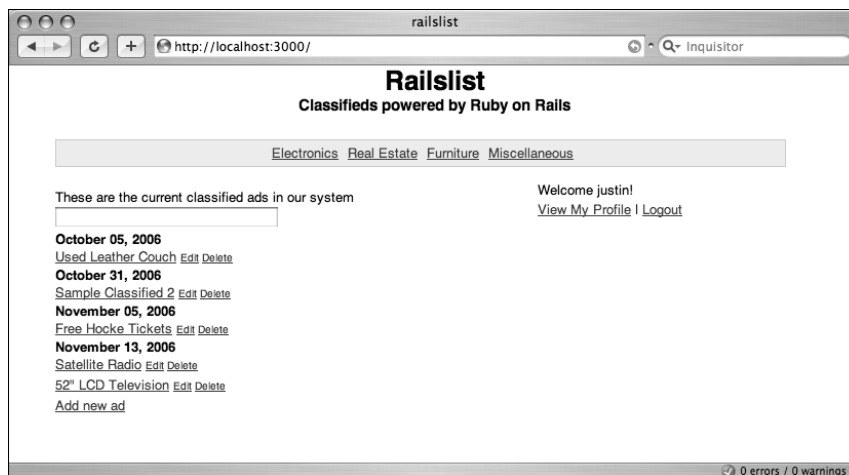 railslist
http://localhost:3000/
Inquisitor
Railslist
Classifieds powered by Ruby on Rails
Electronics Real Estate Furniture Miscellaneous
These are the current classified ads in our system
October 05, 2006
Used Leather Couch Edit Delete
October 31, 2006
Sample Classified 2 Edit Delete
November 05, 2006
Free Hocke Tickets Edit Delete
November 13, 2006
Satellite Radio Edit Delete
52" LCD Television Edit Delete
Add new ad
Welcome justin!
View My Profile | Logout
0 errors / 0 warnings